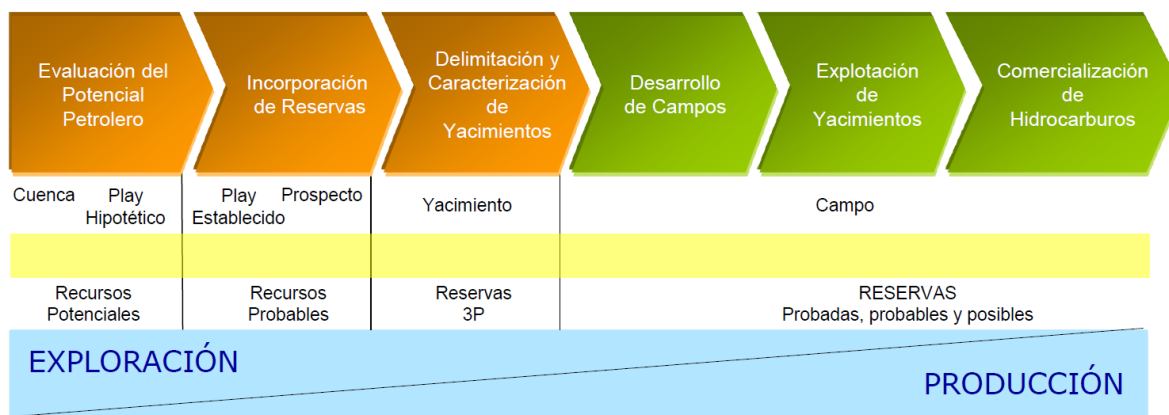 Evaluación del
Potencial
Petrolero
Incorporación
de Reservas
Delimitación y
Caracterización
de
Yacimientos
Desarrollo
de Campos
Explotación
de
Yacimientos
Comercialización
de
Hidrocarburos
Cuenca
Play
Hipotético
Play
Establecido
Prospecto
Yacimiento
Campo
Recursos
Potenciales
Recursos
Probables
Reservas
3P
RESERVAS
Probadas, probables y posibles
EXPLORACIÓN
PRODUCCIÓN